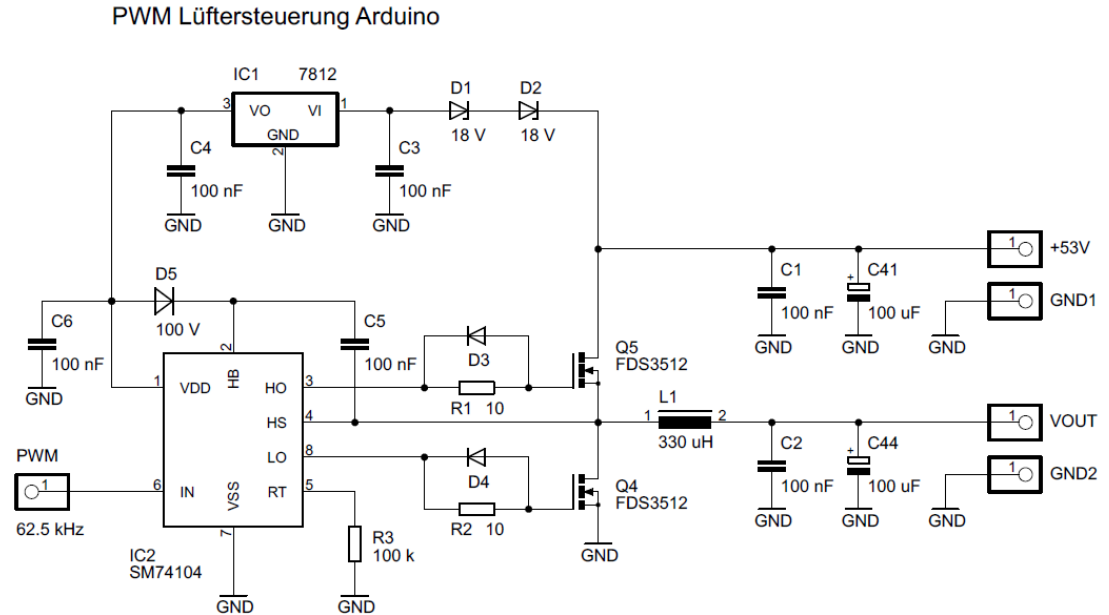 PWM Lüftersteuerung Arduino
IC1 7812
3 VO VI 1
GND
2
D1
18 V
D2
18 V
C4
100 nF
GND
GND
C3
100 nF
GND
1 +53V
C1
100 nF
GND
+ C41
100 uF
GND
1 GND1
GND
D5
100 V
C6
100 nF
GND
C5
100 nF
2
1 VDD HB HO 3
HS 4
LO 8
6 IN VSS RT 5
7
IC2
SM74104
GND
PWM
1
62.5 kHz
R3
100 k
GND
D3
R1 10
D4
R2 10
Q5
FDS3512
Q4
FDS3512
GND
L1
1 2
330 uH
C2
100 nF
GND
+ C44
100 uF
GND
1 VOUT
1 GND2
GND